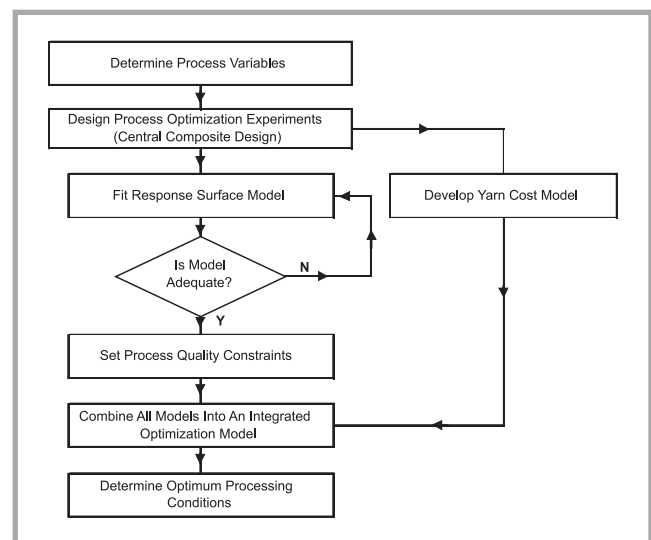 Determine Process Variables
Design Process Optimization Experiments
(Central Composite Design)
Fit Response Surface Model
Develop Yarn Cost Model
Is Model
Adequate?
N
Y
Set Process Quality Constraints
Combine All Models Into An Integrated
Optimization Model
Determine Optimum Processing
Conditions